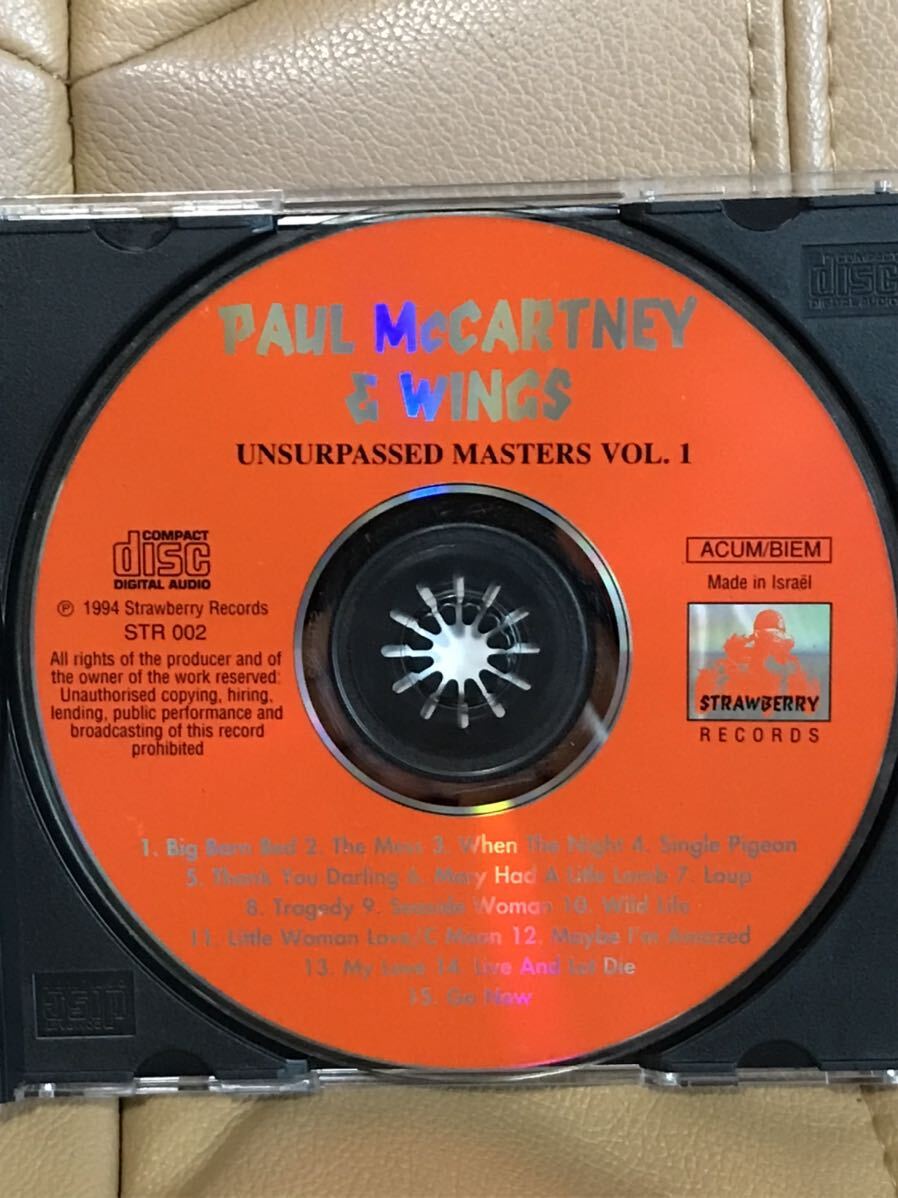 PAUL McCARTNEY
& WINGS
UNSURPASSED MASTERS VOL. 1
COMPACT
disc
DIGITAL AUDIO
℗ 1994 Strawberry Records
STR 002
All rights of the producer and of
the owner of the work reserved:
Unauthorised copying, hiring,
lending, public performance and
broadcasting of this record
prohibited
ACUM/BIEM
Made in Israël
STRAWBERRY
RECORDS
1. Big Barn Bed 2. The Mess 3. When The Night 4. Single Pigeon
5. Thank You Darling 6. Mary Had A Little Lamb 7. Loup
8. Tragedy 9. Seaside Woman 10. Wild Life
11. Little Woman Love/C Moon 12. Maybe I'm Amazed
13. My Love 14. Live And Let Die
15. Go Now
COMPACT
disc
DIGITAL AUDIO
disc